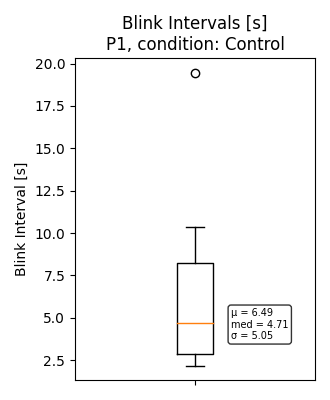 Blink Intervals [s]
P1, condition: Control
20.0
17.5
15.0
12.5
10.0
7.5
5.0
2.5
Blink Interval [s]
μ = 6.49
med = 4.71
σ = 5.05